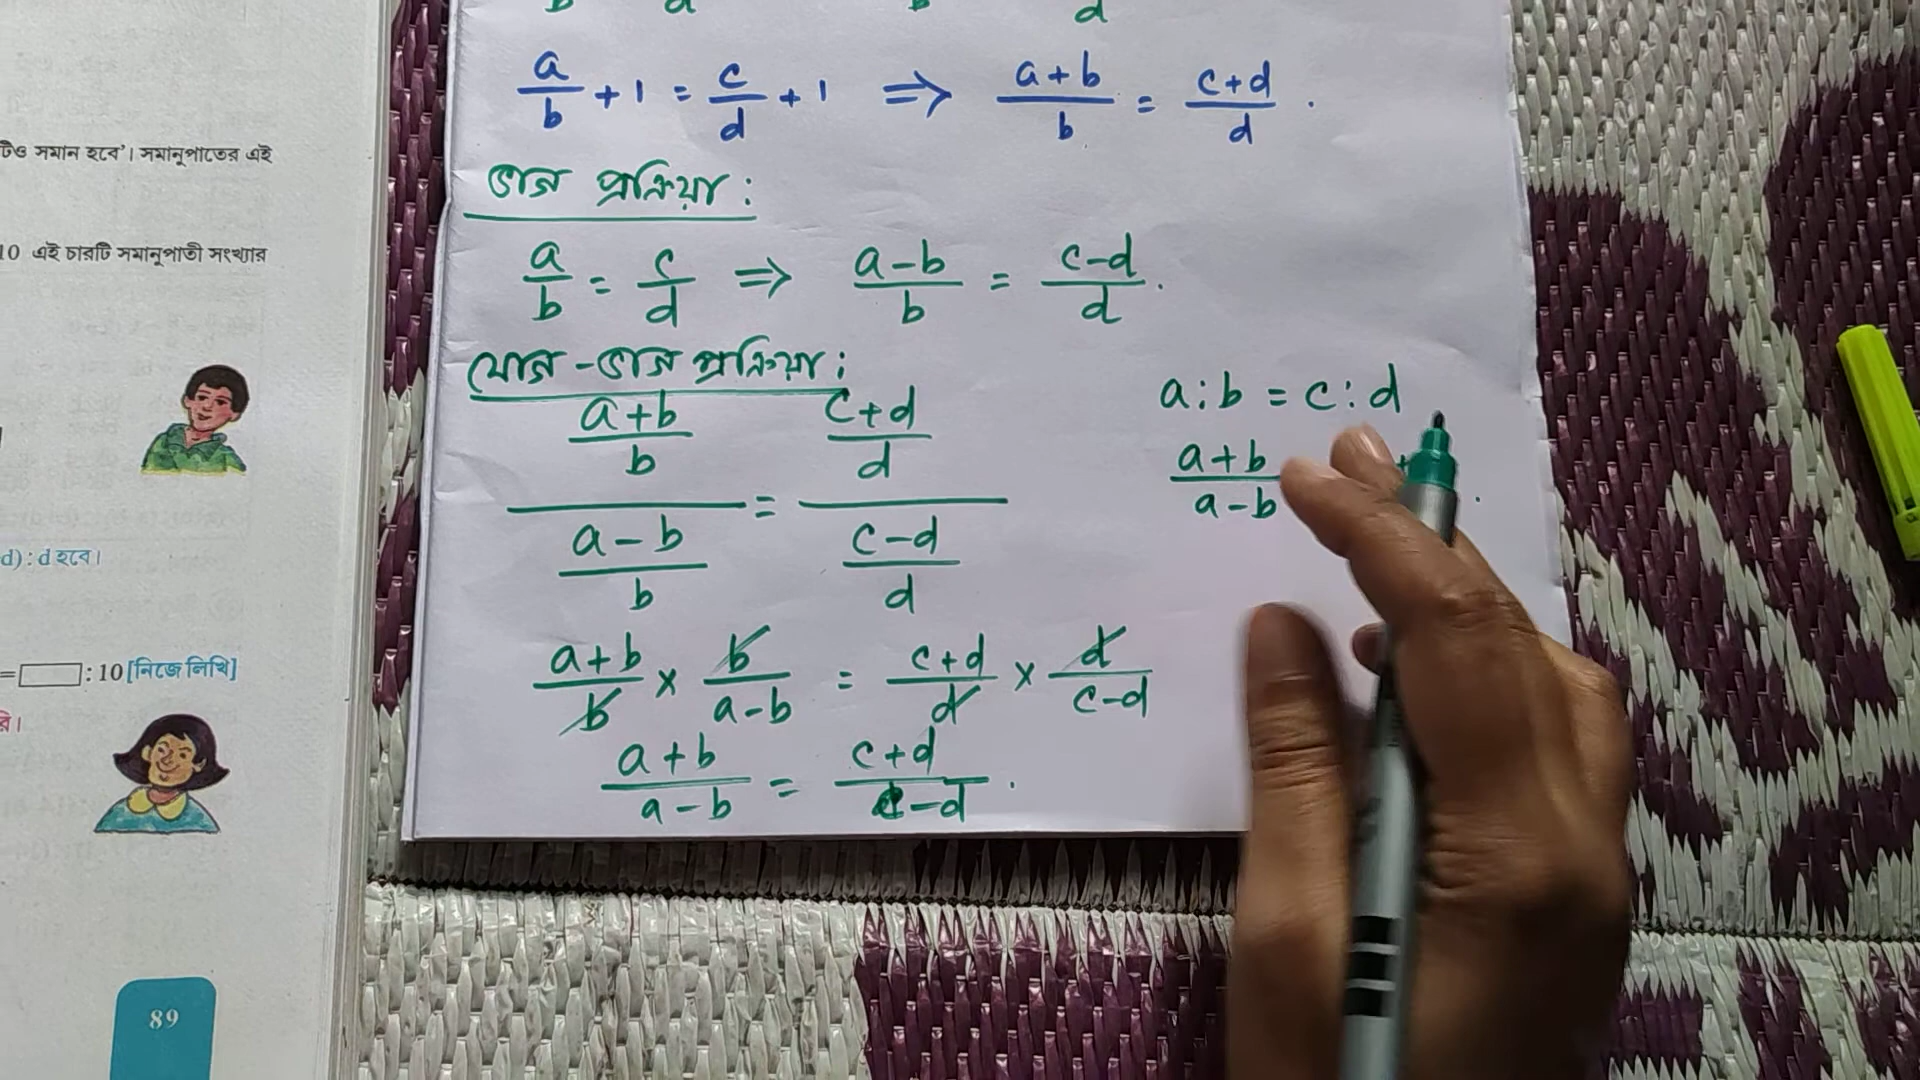 টিও সমান হবে'। সমানুপাতের এই
10 এই চারটি সমানুপাতী সংখ্যার
d) : d হবে।
= : 10 [নিজে লিখি]
রি।
89
b d b d
a/b + 1 = c/d + 1 ⇒ (a+b)/b = (c+d)/d .
ভাগ প্রক্রিয়া :
a/b = c/d ⇒ (a-b)/b = (c-d)/d .
যোগ - ভাগ প্রক্রিয়া :
((a+b)/b)/((a-b)/b) = ((c+d)/d)/((c-d)/d)
(a+b)/b × b/(a-b) = (c+d)/d × d/(c-d)
(a+b)/(a-b) = (c+d)/(c-d) .
a : b = c : d
(a+b)/(a-b)